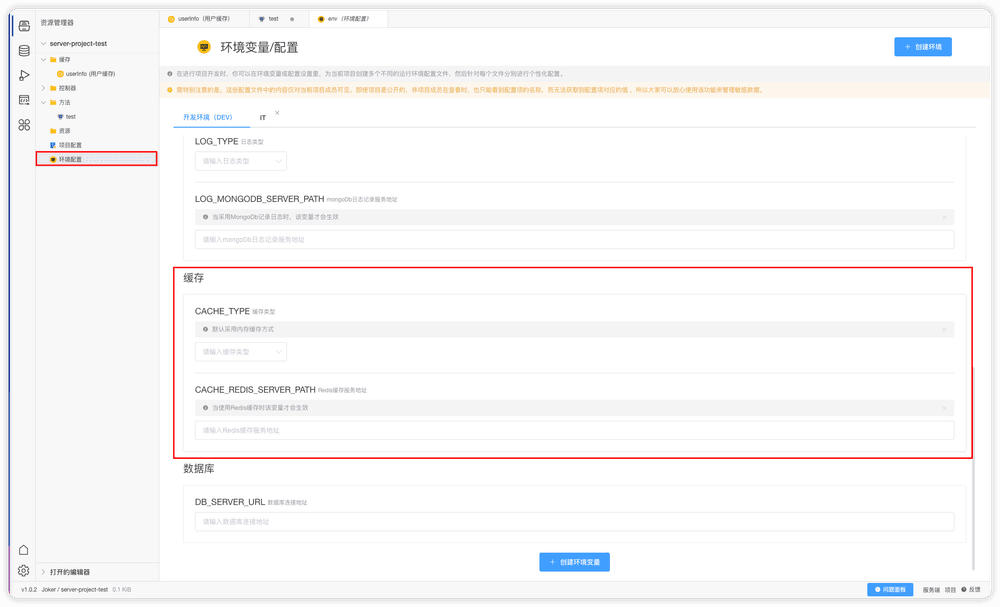 资源管理器
server-project-test
缓存
userInfo (用户缓存)
控制器
方法
test
资源
项目配置
环境配置
打开的编辑器
userInfo (用户缓存)
test
env (环境配置)
环境变量/配置
+ 创建环境
在进行项目开发时，你可以在环境变量或配置设置里，为当前项目创建多个不同的运行环境配置文件，然后针对每个文件分别进行个性化配置。
需特别注意的是，这些配置文件中的内容仅对当前项目成员可见，即使项目是公开的，非项目成员在查看时，也只能看到配置项的名称，而无法获取到配置项对应的值，所以大家可以放心使用该功能来管理敏感数据。
开发环境（DEV）
IT
LOG_TYPE 日志类型
请输入日志类型
LOG_MONGODB_SERVER_PATH mongoDb日志记录服务地址
当采用MongoDb记录日志时，该变量才会生效
请输入mongoDb日志记录服务地址
缓存
CACHE_TYPE 缓存类型
默认采用内存缓存方式
请输入缓存类型
CACHE_REDIS_SERVER_PATH Redis缓存服务地址
当使用Redis缓存时该变量才会生效
请输入Redis缓存服务地址
数据库
DB_SERVER_URL 数据库连接地址
请输入数据库连接地址
+ 创建环境变量
v1.0.2 Joker / server-project-test 0.1 KiB
问题面板
服务端 项目 反馈